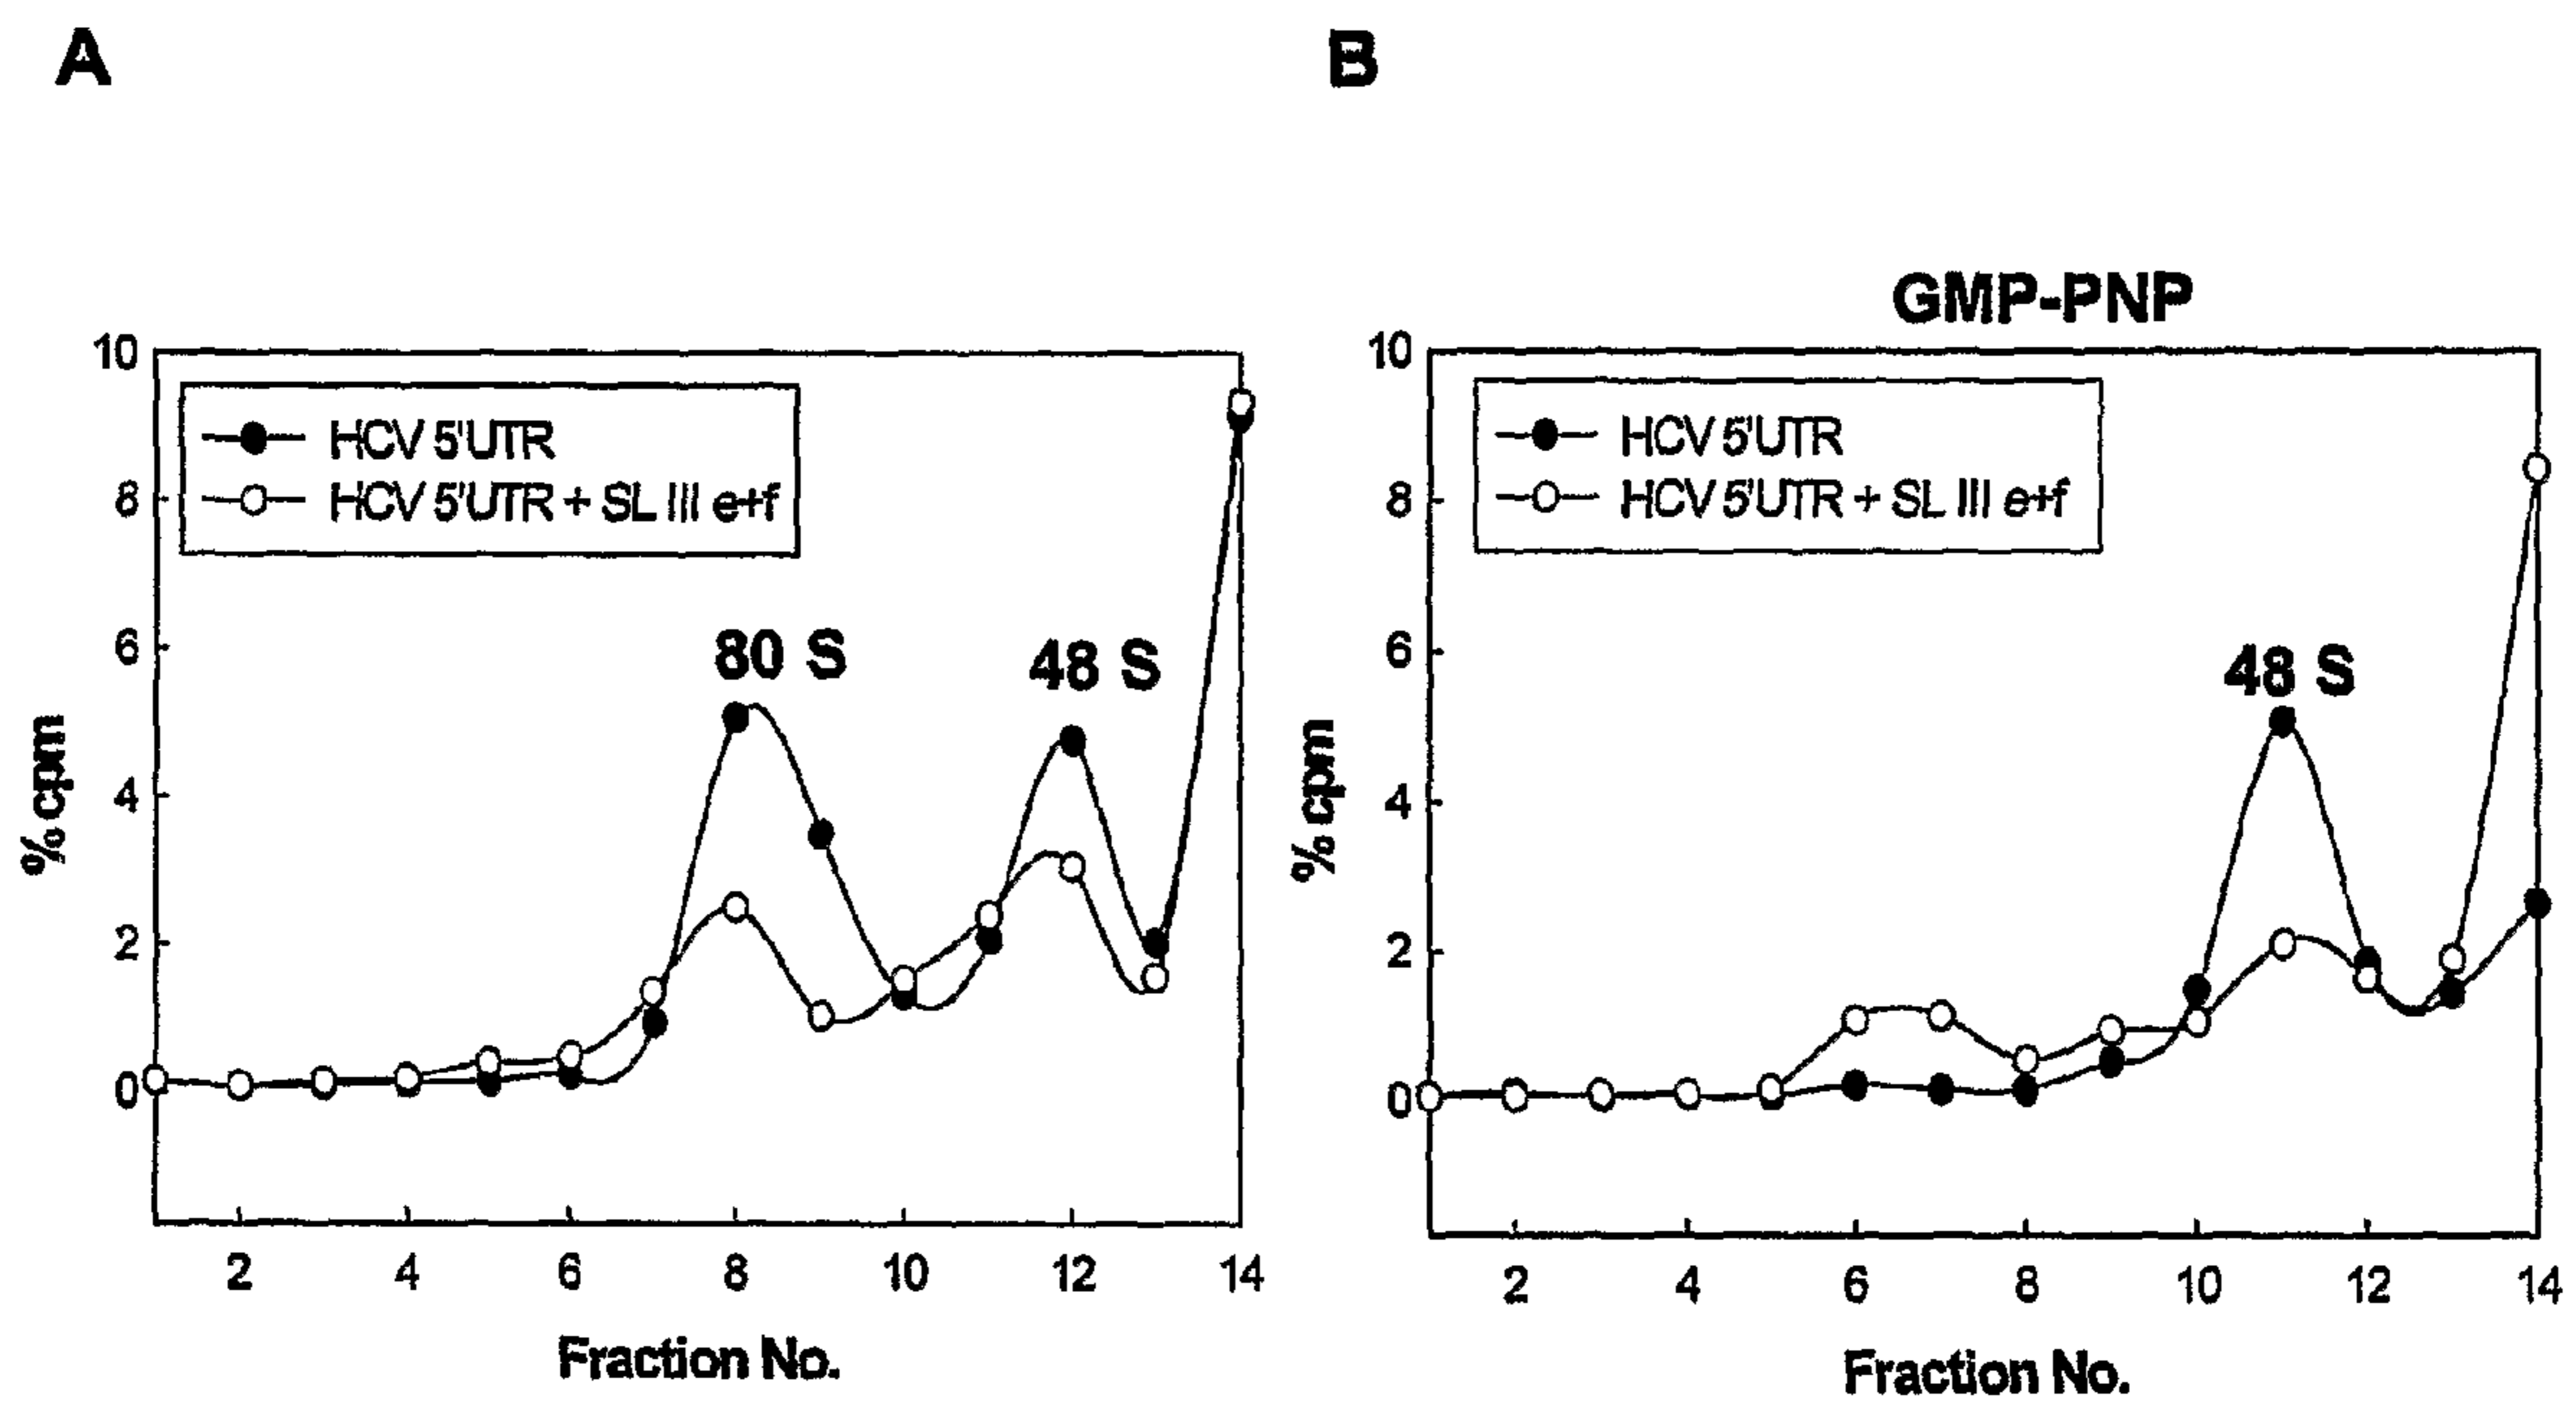 A
B
GMP-PNP
10
8
6
4
2
0
% cpm
HCV 5'UTR
HCV 5'UTR + SL III e+f
80 S
48 S
2 4 6 8 10 12 14
Fraction No.
10
8
6
4
2
0
% cpm
HCV 5'UTR
HCV 5'UTR + SL III e+f
48 S
2 4 6 8 10 12 14
Fraction No.